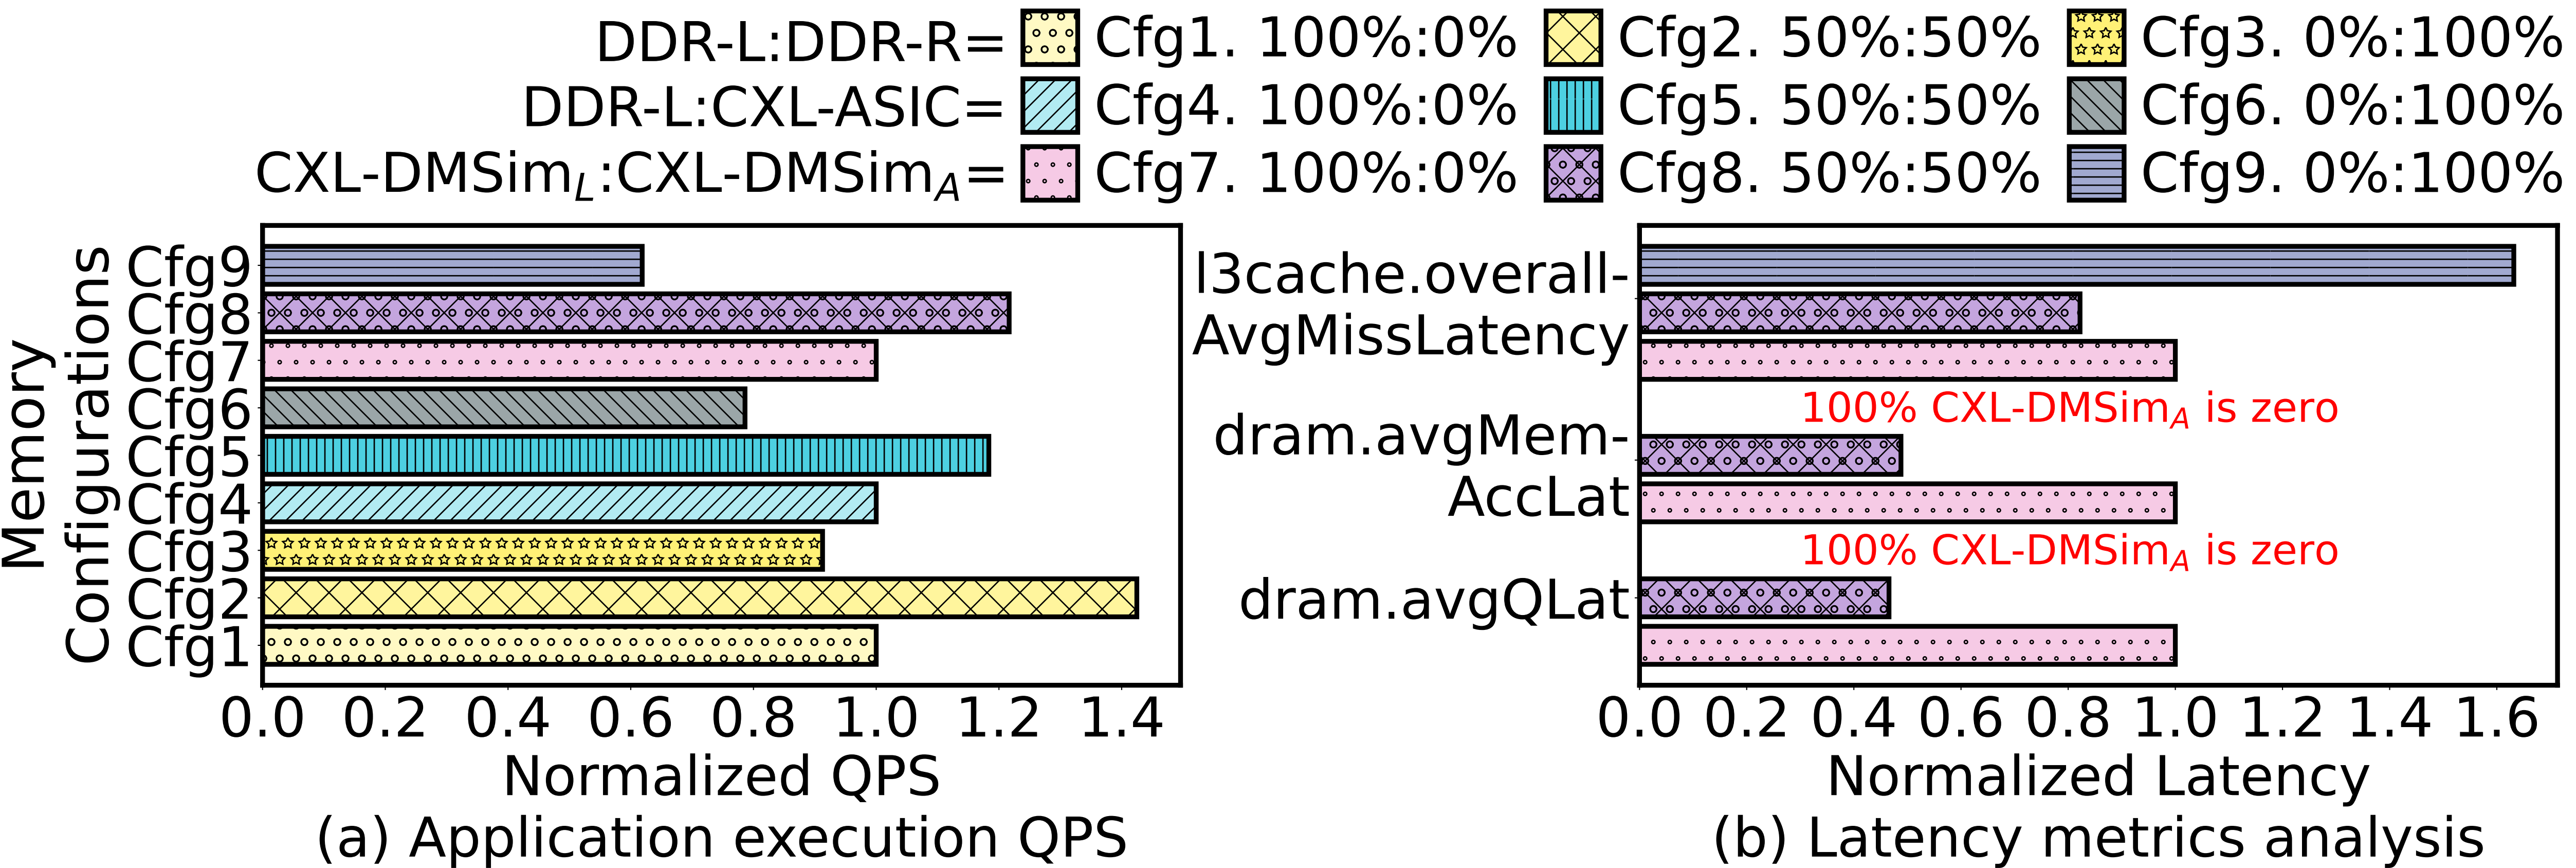 DDR-L:DDR-R= Cfg1. 100%:0% Cfg2. 50%:50% Cfg3. 0%:100%
DDR-L:CXL-ASIC= Cfg4. 100%:0% Cfg5. 50%:50% Cfg6. 0%:100%
CXL-DMSim_L:CXL-DMSim_A= Cfg7. 100%:0% Cfg8. 50%:50% Cfg9. 0%:100%
Memory
Configurations
Cfg9
Cfg8
Cfg7
Cfg6
Cfg5
Cfg4
Cfg3
Cfg2
Cfg1
0.0 0.2 0.4 0.6 0.8 1.0 1.2 1.4
Normalized QPS
(a) Application execution QPS
l3cache.overall-
AvgMissLatency
100% CXL-DMSim_A is zero
dram.avgMem-
AccLat
100% CXL-DMSim_A is zero
dram.avgQLat
0.0 0.2 0.4 0.6 0.8 1.0 1.2 1.4 1.6
Normalized Latency
(b) Latency metrics analysis